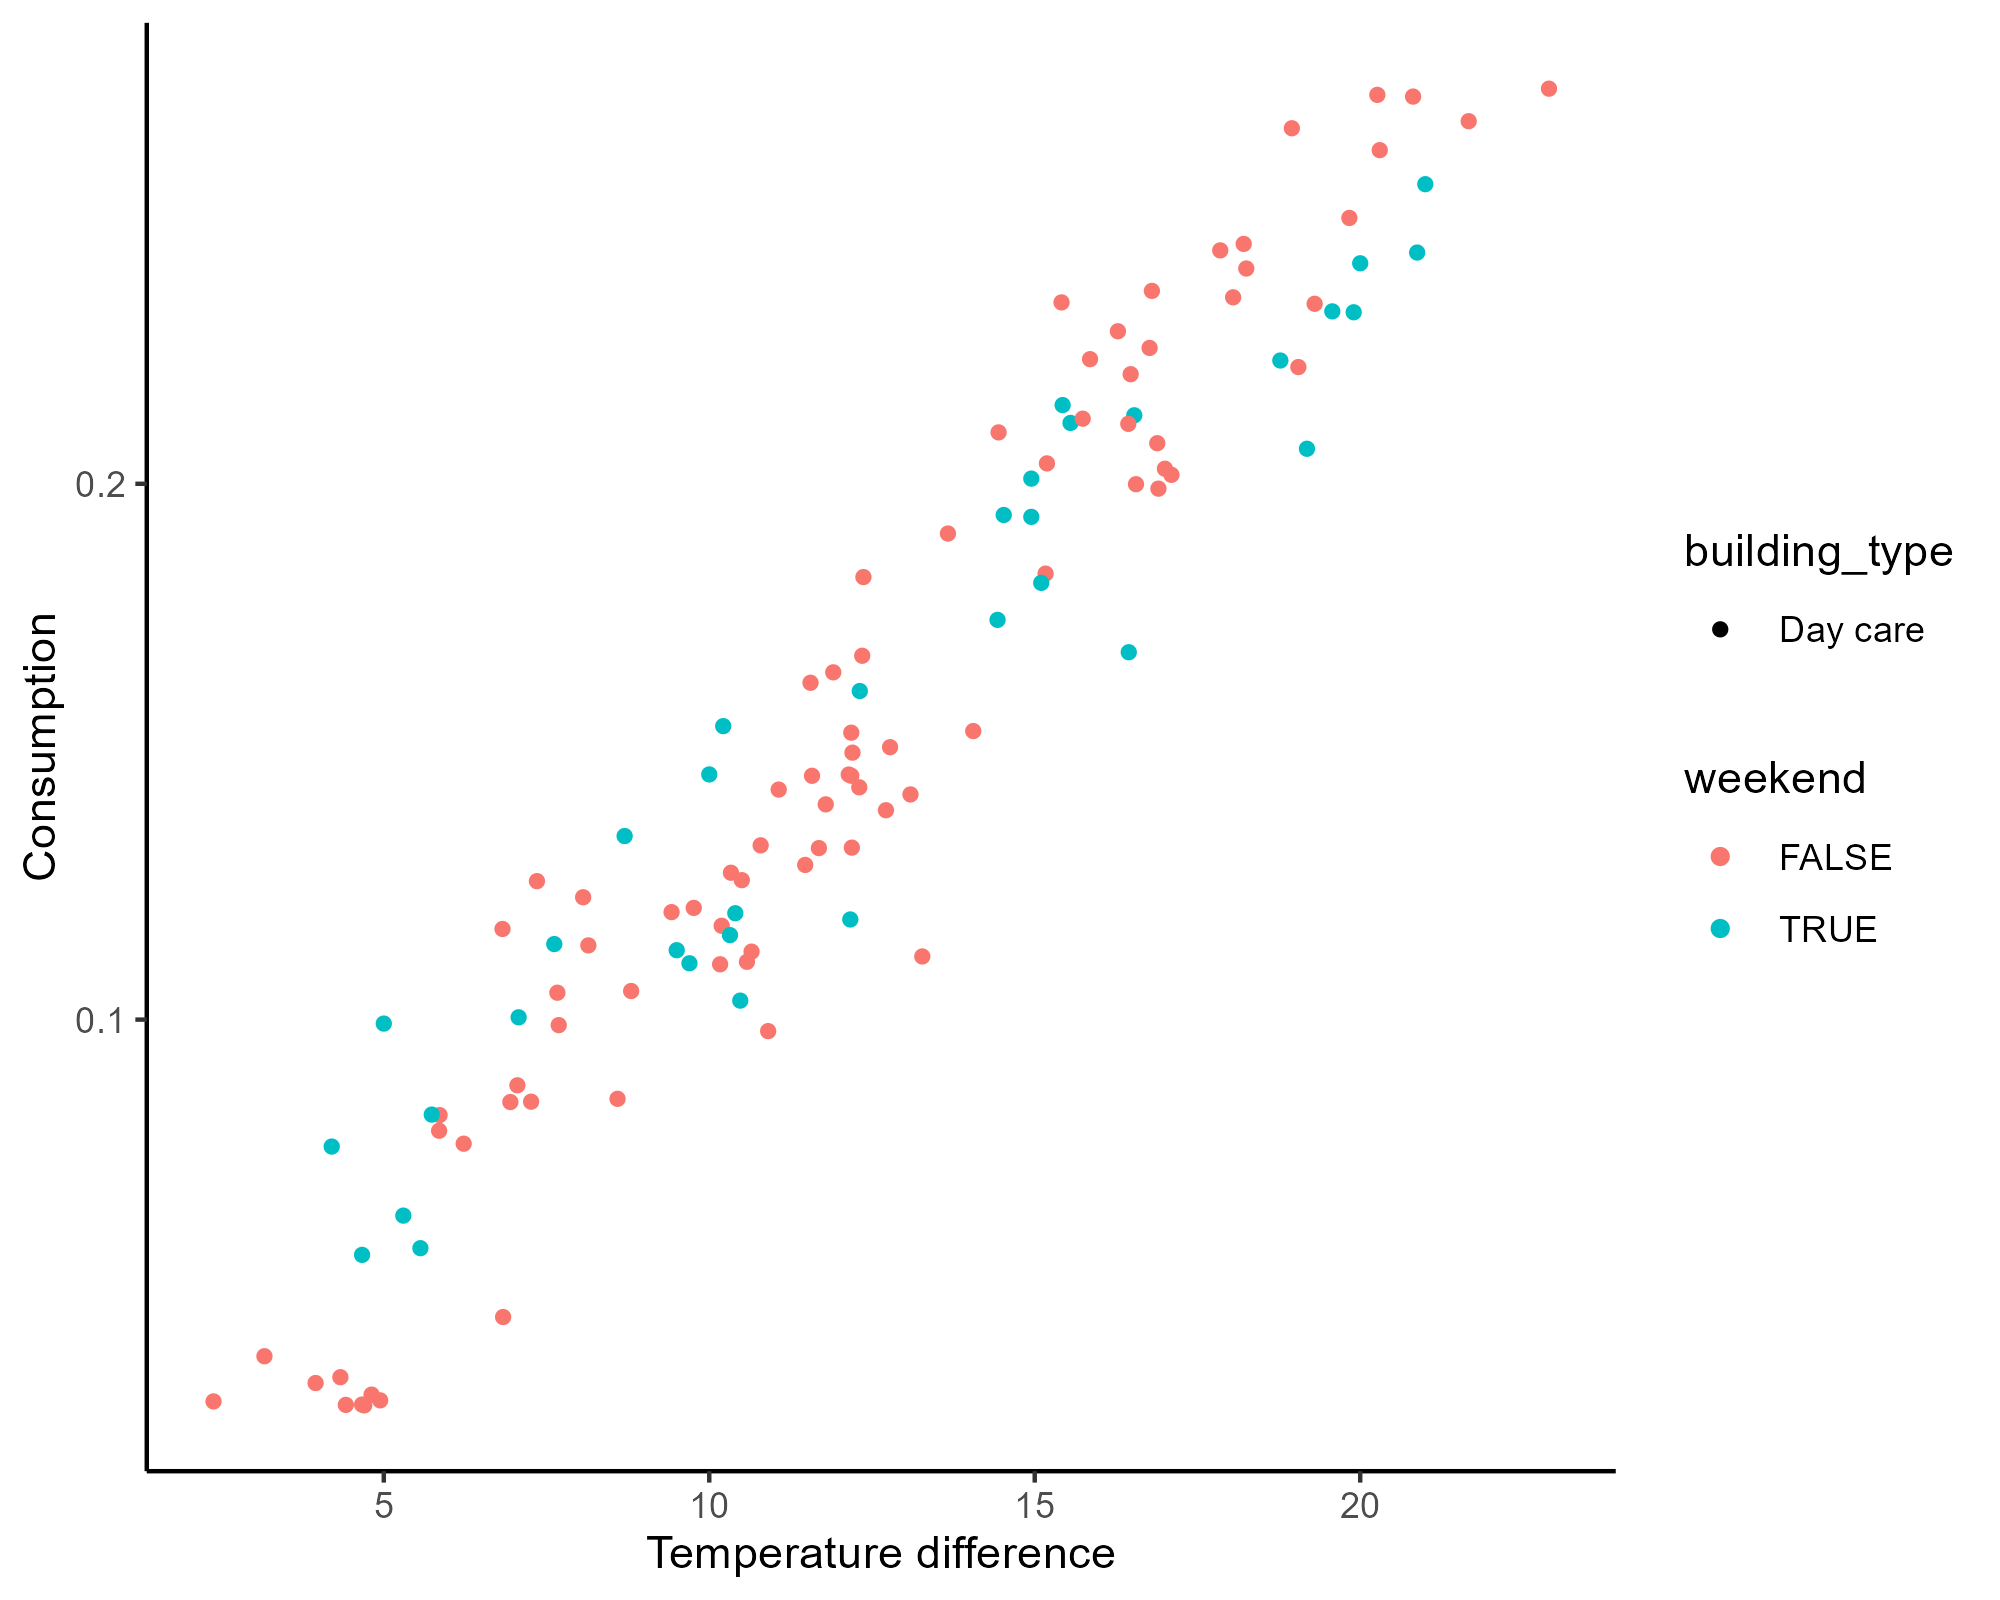 Consumption
0.2
0.1
5 10 15 20
Temperature difference
building_type
Day care
weekend
FALSE
TRUE